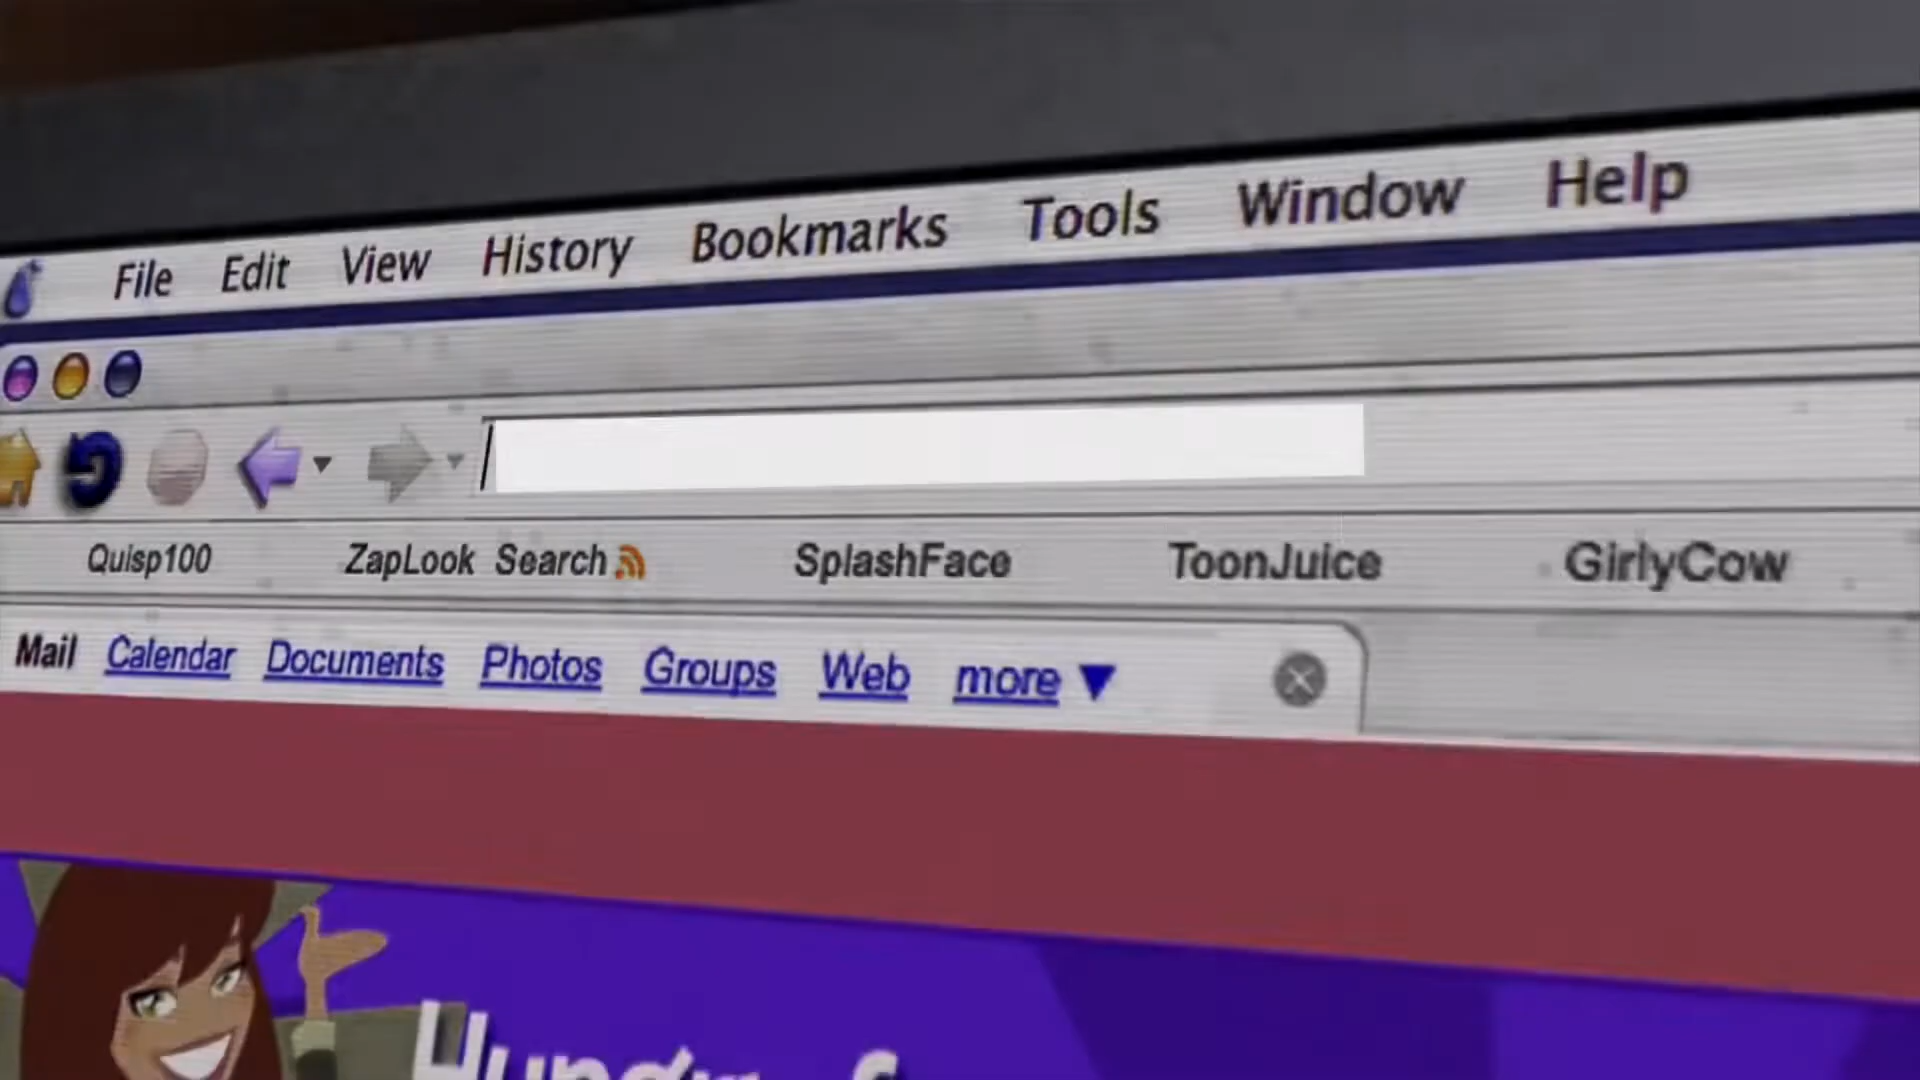 File Edit View History Bookmarks Tools Window Help
Quisp100 ZapLook Search SplashFace ToonJuice GirlyCow
Mail Calendar Documents Photos Groups Web more